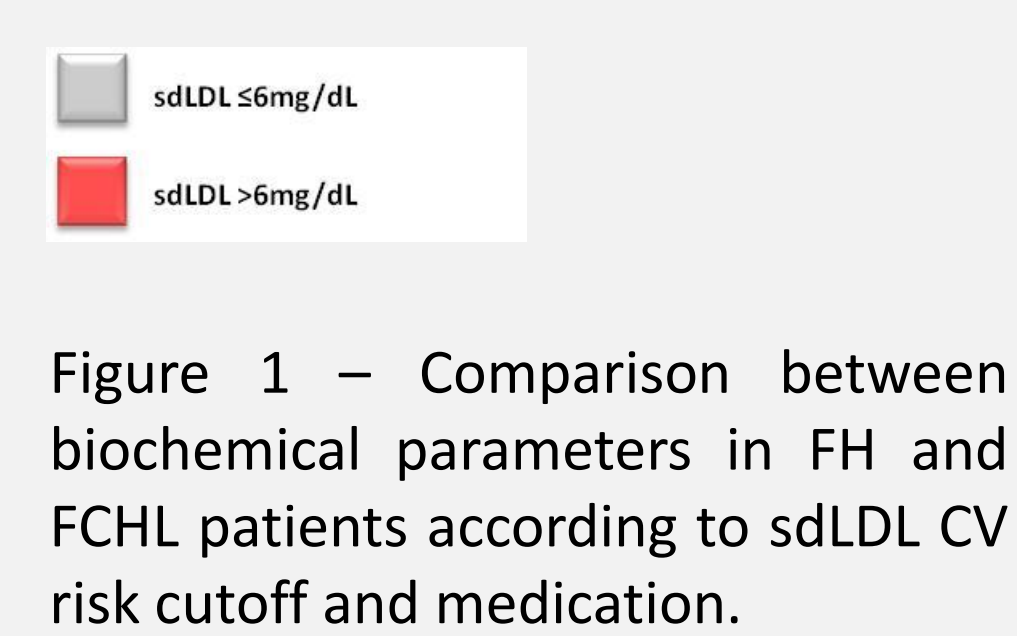 sdLDL ≤6mg/dL
sdLDL >6mg/dL
Figure 1 – Comparison between
biochemical parameters in FH and
FCHL patients according to sdLDL CV
risk cutoff and medication.